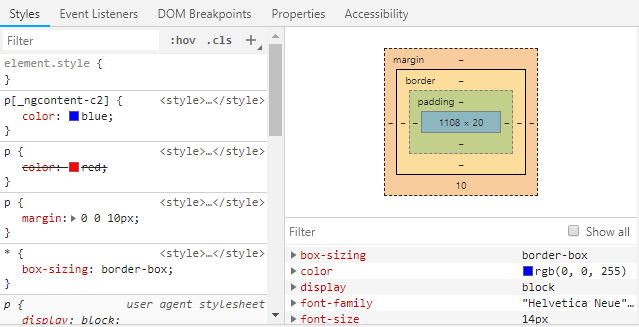 Styles Event Listeners DOM Breakpoints Properties Accessibility
Filter :hov .cls +
element.style {
}
p[_ngcontent-c2] { <style>…</style>
color: blue;
}
p { <style>…</style>
color: red;
}
p { <style>…</style>
margin: 0 0 10px;
}
* { <style>…</style>
box-sizing: border-box;
}
p { user agent stylesheet
display: block;
margin –
border –
padding –
– – – 1108 × 20 – – –
–
–
10
Filter Show all
box-sizing border-box
color rgb(0, 0, 255)
display block
font-family "Helvetica Neue"…
font-size 14px